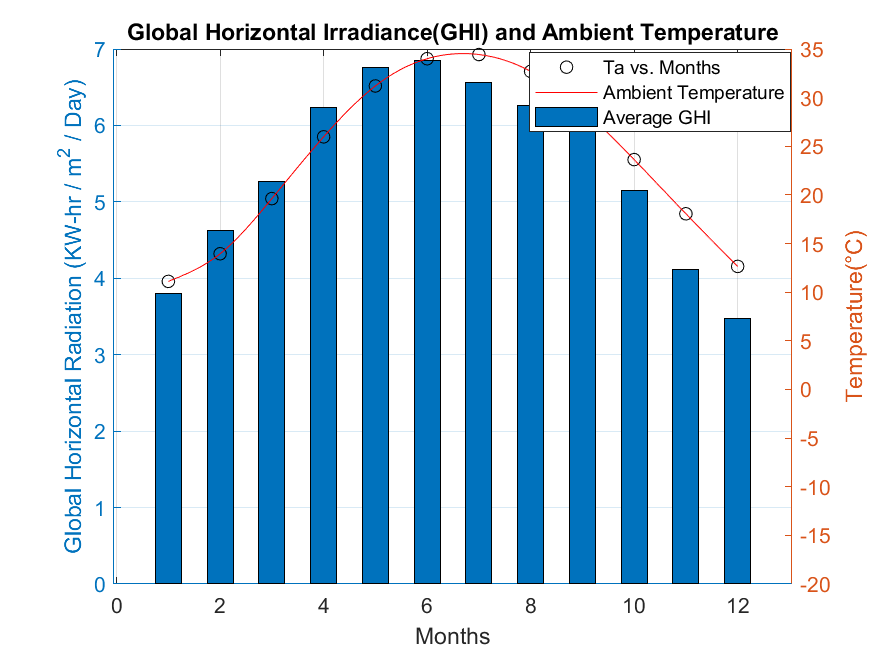 Global Horizontal Irradiance(GHI) and Ambient Temperature
Global Horizontal Radiation (KW-hr / m² / Day)
7
6
5
4
3
2
1
0
Ta vs. Months
Ambient Temperature
Average GHI
35
30
25
20
15
10
5
0
-5
-10
-15
-20
Temperature(°C)
0 2 4 6 8 10 12
Months